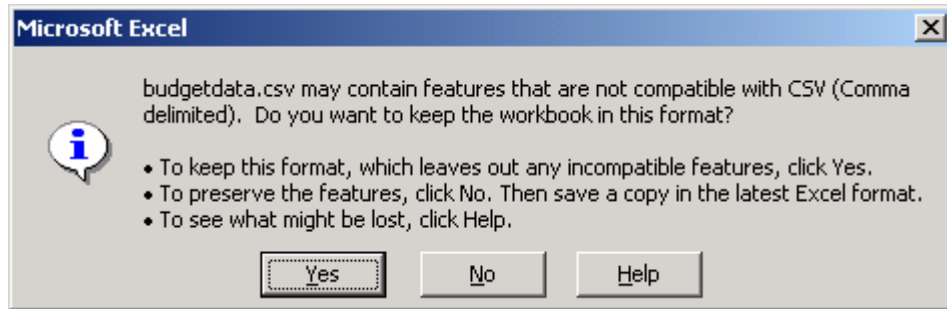 Microsoft Excel
budgetdata.csv may contain features that are not compatible with CSV (Comma
delimited).  Do you want to keep the workbook in this format?
• To keep this format, which leaves out any incompatible features, click Yes.
• To preserve the features, click No. Then save a copy in the latest Excel format.
• To see what might be lost, click Help.
Yes No Help